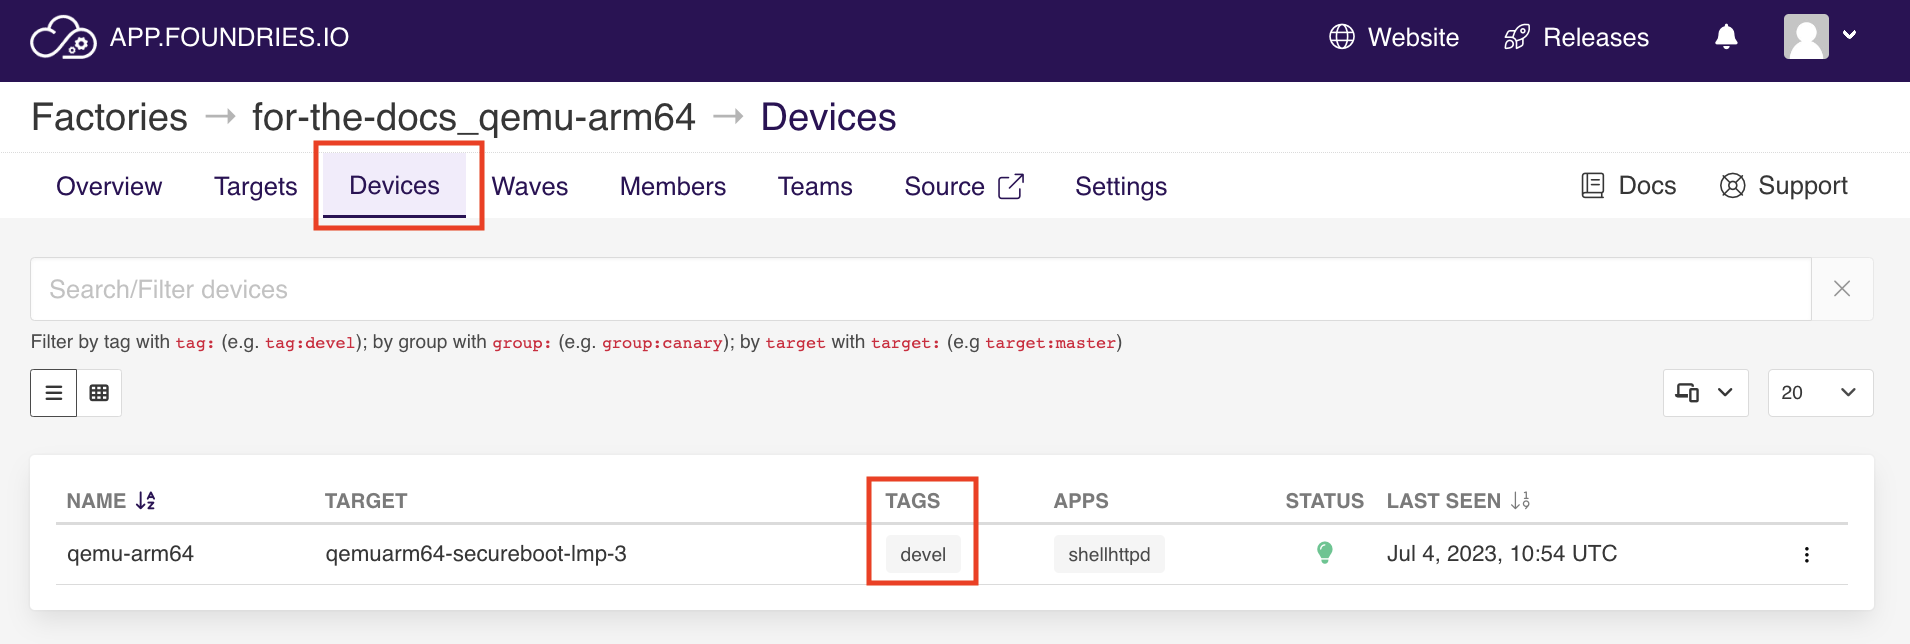 APP.FOUNDRIES.IO Website Releases
Factories → for-the-docs_qemu-arm64 → Devices
Overview Targets Devices Waves Members Teams Source Settings Docs Support
Search/Filter devices
Filter by tag with tag: (e.g. tag:devel); by group with group: (e.g. group:canary); by target with target: (e.g target:master)
20
NAME TARGET TAGS APPS STATUS LAST SEEN
qemu-arm64 qemuarm64-secureboot-lmp-3 devel shellhttpd Jul 4, 2023, 10:54 UTC